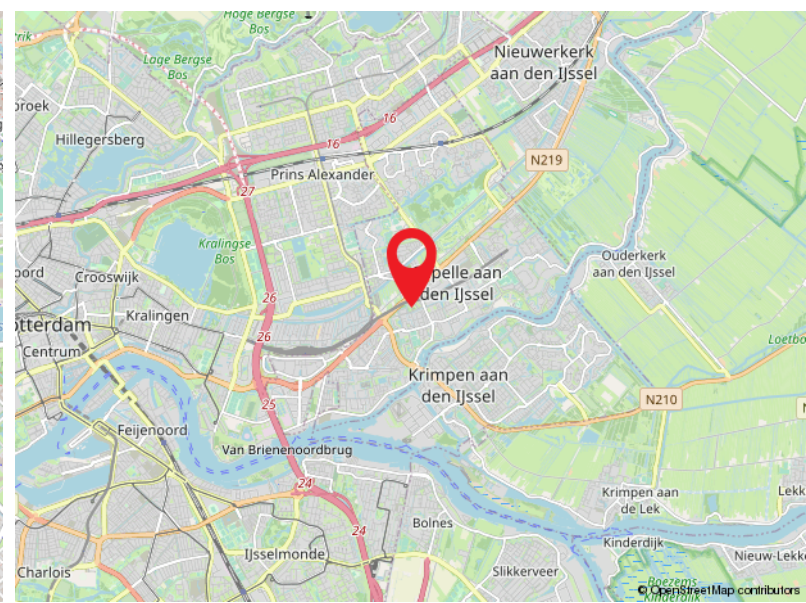 Hoge Bergse
Bos
Lage Bergse
Bos
Nieuwerkerk
aan den IJssel
Hillegersberg
16
16
N219
27
Prins Alexander
Kralingse
Bos
Ouderkerk
aan den IJssel
Crooswijk
pelle aan
den IJssel
26
Kralingen
otterdam
26
Centrum
Krimpen aan
den IJssel
N210
25
Feijenoord
Van Brienenoordbrug
24
Krimpen aan
de Lek
Lekk
24
Bolnes
Kinderdijk
IJsselmonde
Nieuw-Lekke
Charlois
Slikkerveer
Boezems
Kinderdijk
© OpenStreetMap contributors